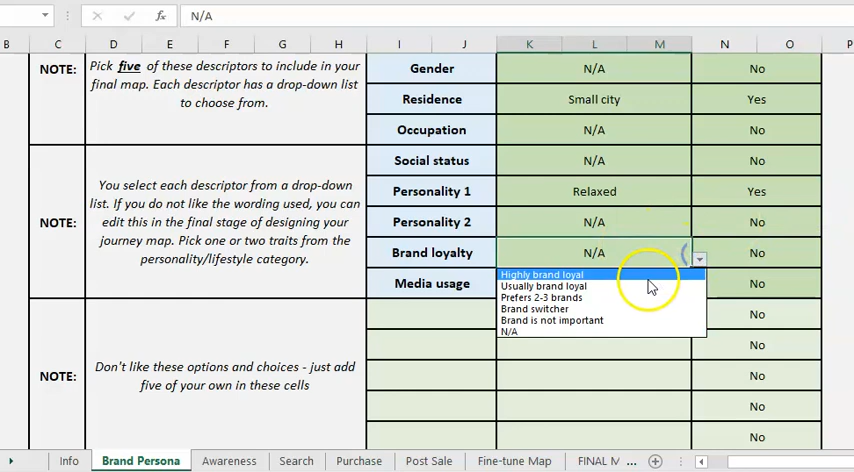 N/A
fx
N/A
B C D E F G H I J K L M N O P
NOTE:
Pick five of these descriptors to include in your
final map. Each descriptor has a drop-down list
to choose from.
Gender N/A No
Residence Small city Yes
Occupation N/A No
NOTE:
You select each descriptor from a drop-down
list. If you do not like the wording used, you can
edit this in the final stage of designing your
journey map. Pick one or two traits from the
personality/lifestyle category.
Social status N/A No
Personality 1 Relaxed Yes
Personality 2 N/A No
Brand loyalty N/A No
Media usage No
Highly brand loyal
Usually brand loyal
Prefers 2-3 brands
Brand switcher
Brand is not important
N/A
NOTE:
Don't like these options and choices - just add
five of your own in these cells
No
No
No
No
No
Info Brand Persona Awareness Search Purchase Post Sale Fine-tune Map FINAL M ...